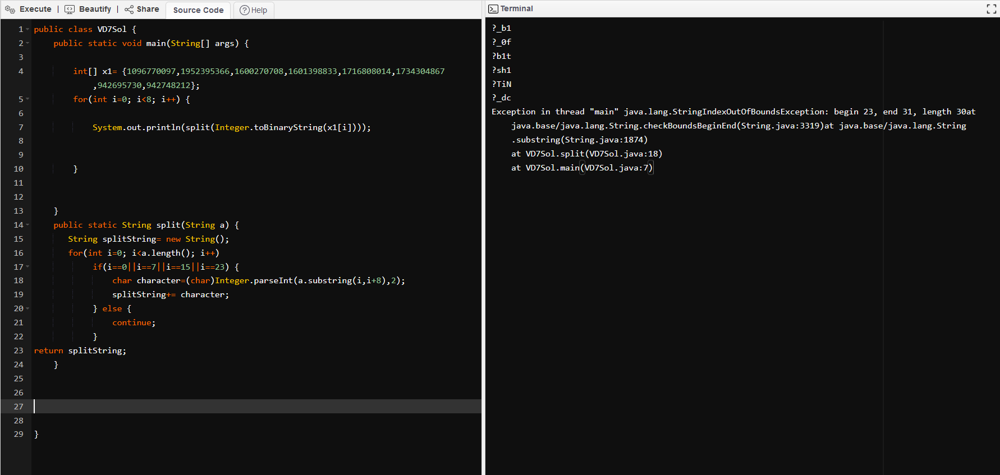 Execute | Beautify | Share Source Code Help
1 public class VD7Sol {
2 public static void main(String[] args) {
3
4 int[] x1= {1096770097,1952395366,1600270708,1601398833,1716808014,1734304867
,942695730,942748212};
5 for(int i=0; i<8; i++) {
6
7 System.out.println(split(Integer.toBinaryString(x1[i])));
8
9
10 }
11
12
13 }
14 public static String split(String a) {
15 String splitString= new String();
16 for(int i=0; i<a.length(); i++)
17 if(i==0||i==7||i==15||i==23) {
18 char character=(char)Integer.parseInt(a.substring(i,i+8),2);
19 splitString+= character;
20 } else {
21 continue;
22 }
23 return splitString;
24 }
25
26
27
28
29 }
Terminal
?_b1
?_0f
?b1t
?sh1
?TiN
?_dc
Exception in thread "main" java.lang.StringIndexOutOfBoundsException: begin 23, end 31, length 30at
java.base/java.lang.String.checkBoundsBeginEnd(String.java:3319)at java.base/java.lang.String
.substring(String.java:1874)
at VD7Sol.split(VD7Sol.java:18)
at VD7Sol.main(VD7Sol.java:7)